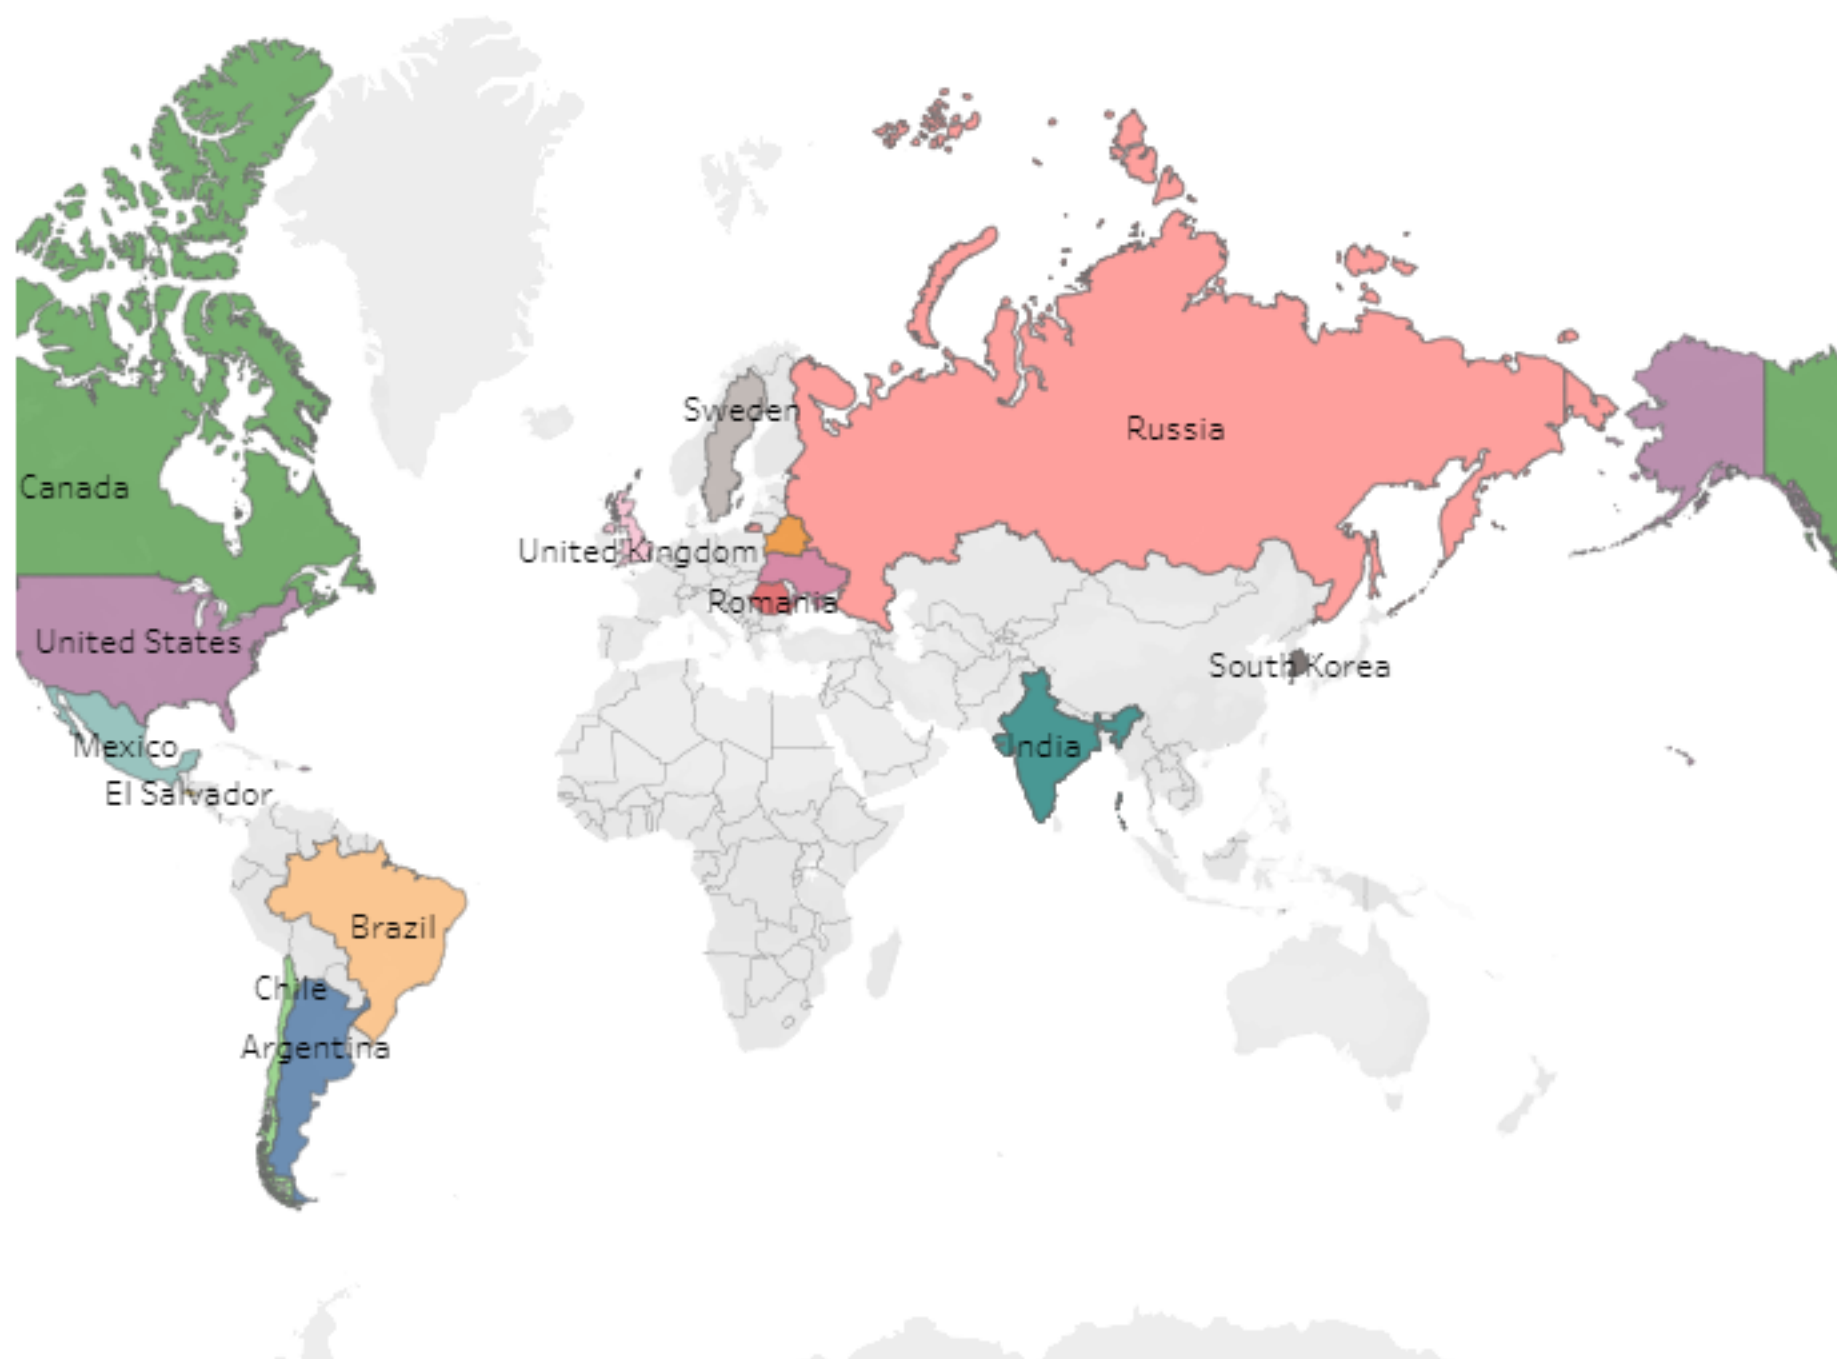 Sweden
Russia
Canada
United Kingdom
Romania
United States
South Korea
Mexico
India
El Salvador
Brazil
Chile
Argentina